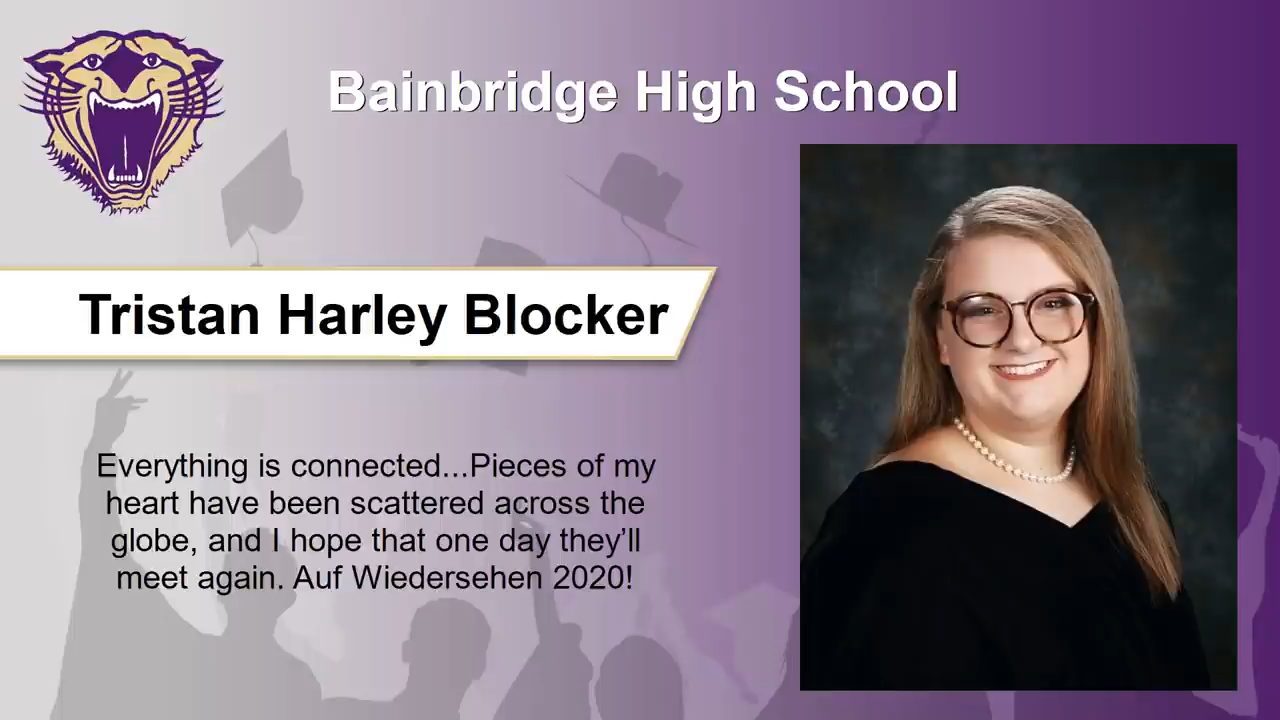 Bainbridge High School
Tristan Harley Blocker
Everything is connected...Pieces of my
heart have been scattered across the
globe, and I hope that one day they’ll
meet again. Auf Wiedersehen 2020!